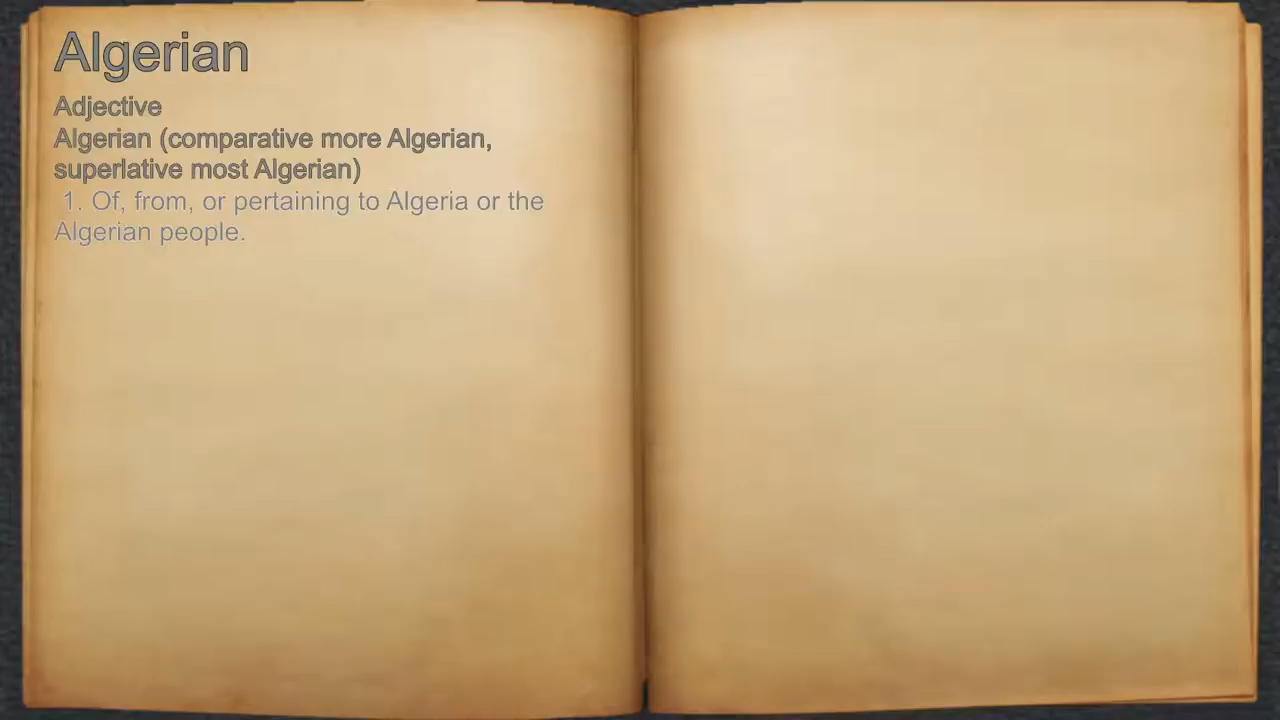 Algerian
Adjective
Algerian (comparative more Algerian,
superlative most Algerian)
1. Of, from, or pertaining to Algeria or the
Algerian people.